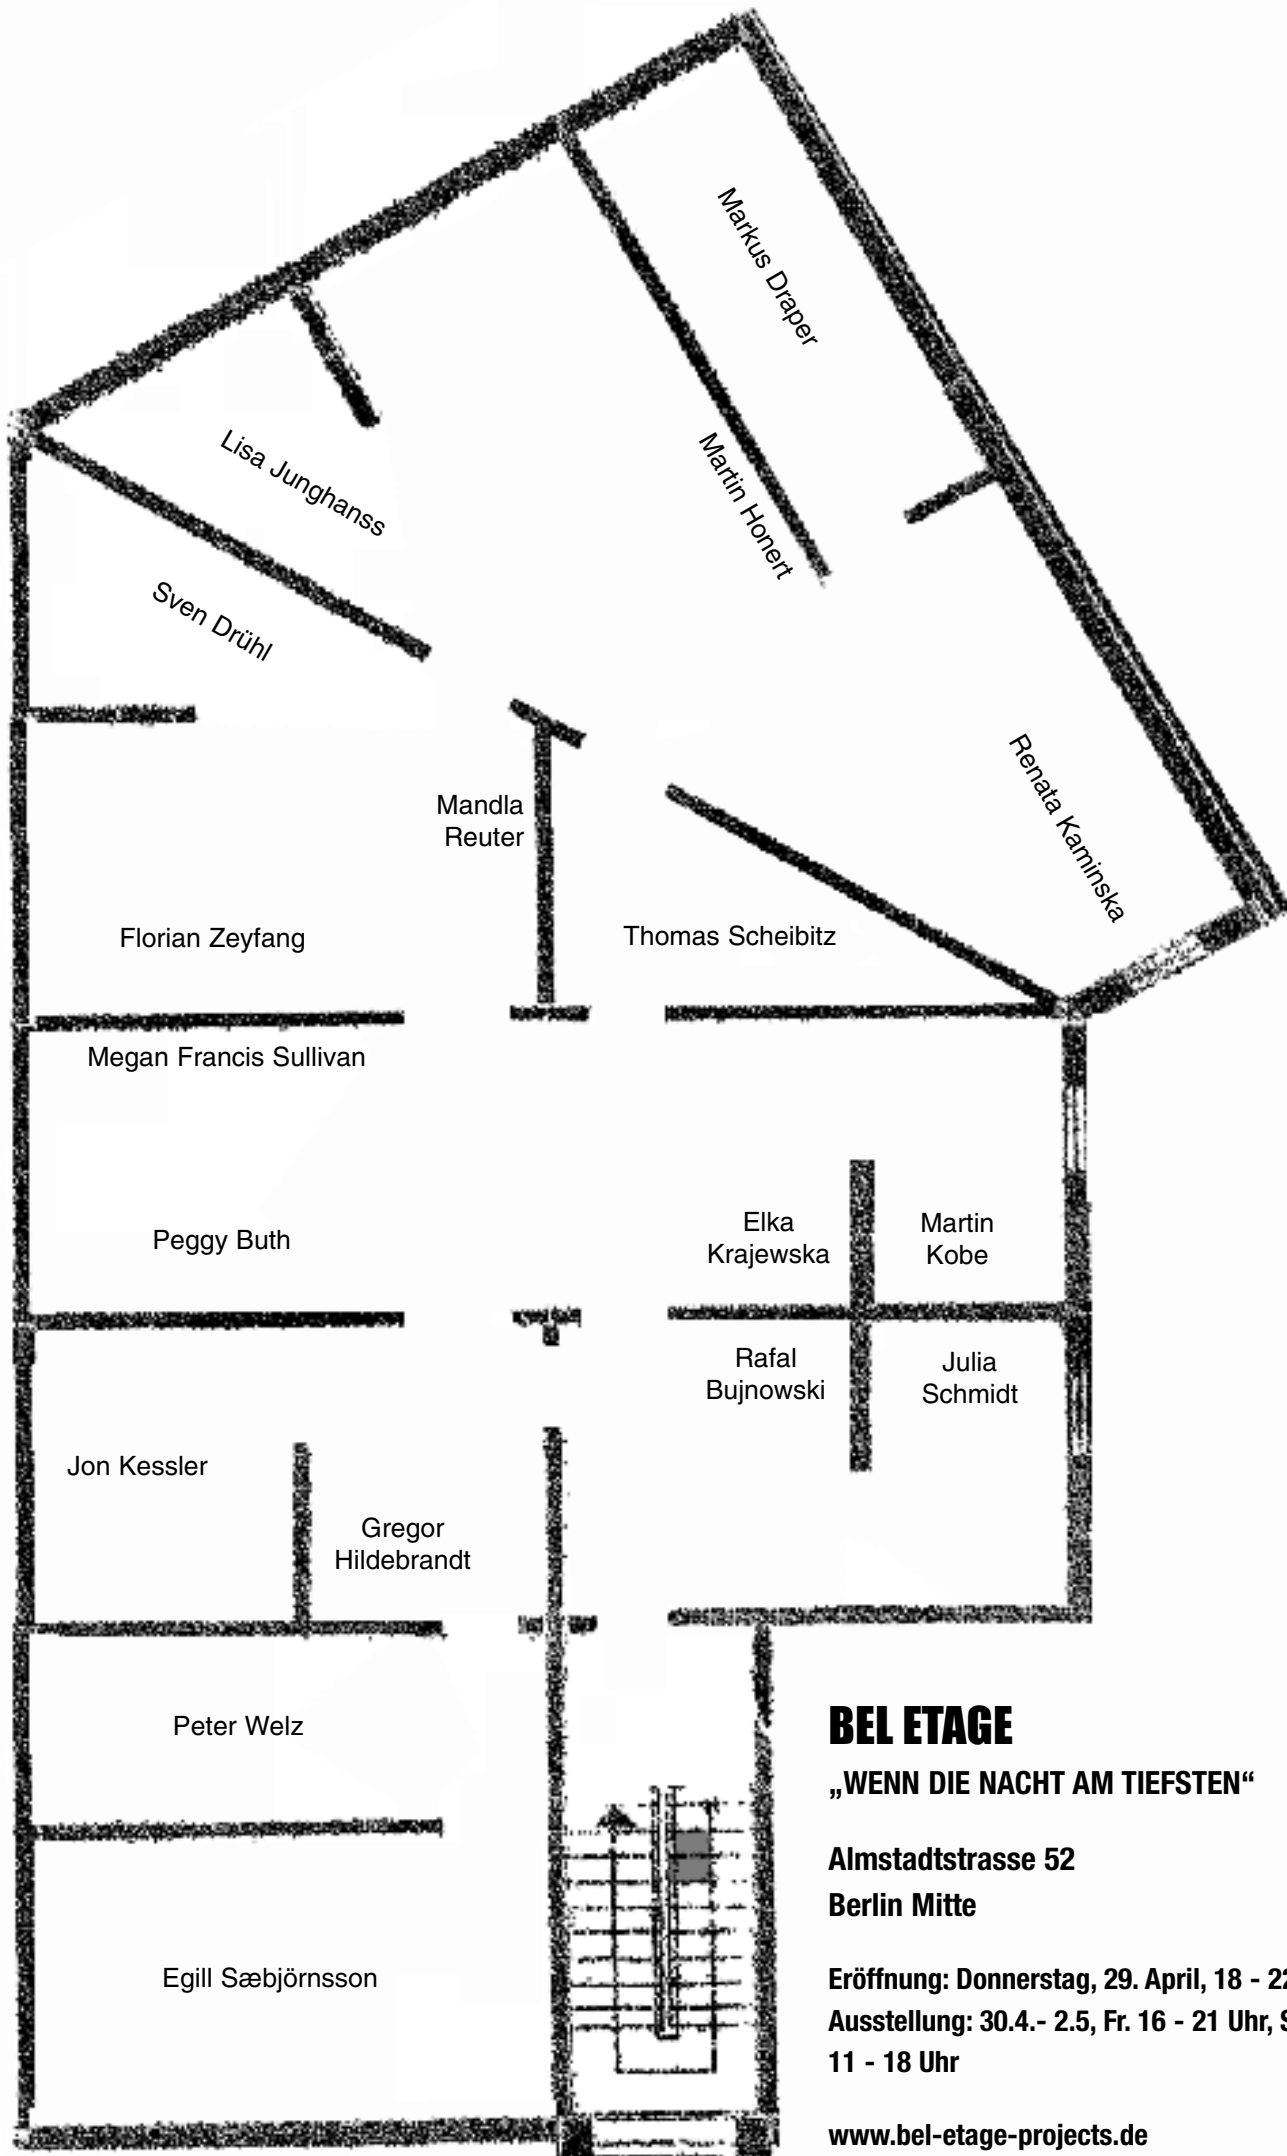 Markus Draper
Lisa Junghanss
Martin Honert
Sven Drühl
Renata Kaminska
Mandla
Reuter
Florian Zeyfang
Thomas Scheibitz
Megan Francis Sullivan
Peggy Buth
Elka
Krajewska
Martin
Kobe
Rafal
Bujnowski
Julia
Schmidt
Jon Kessler
Gregor
Hildebrandt
Peter Welz
Egill Sæbjörnsson
BEL ETAGE
„WENN DIE NACHT AM TIEFSTEN“
Almstadtstrasse 52
Berlin Mitte
Eröffnung: Donnerstag, 29. April, 18 - 22
Ausstellung: 30.4.- 2.5, Fr. 16 - 21 Uhr,
11 - 18 Uhr
www.bel-etage-projects.de